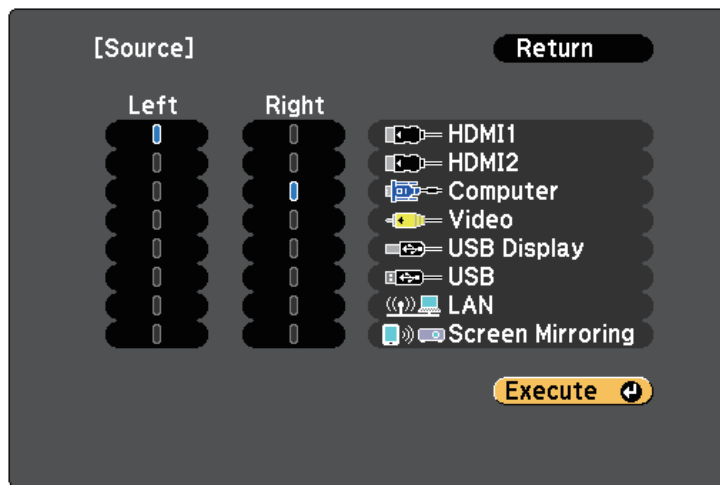 [Source]
Return
Left Right
HDMI1
HDMI2
Computer
Video
USB Display
USB
LAN
Screen Mirroring
Execute